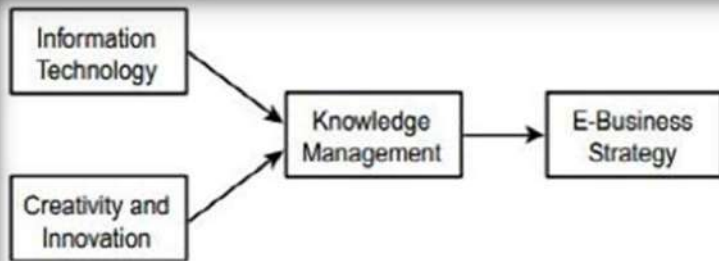 Information
Technology
Knowledge
Management
E-Business
Strategy
Creativity and
Innovation